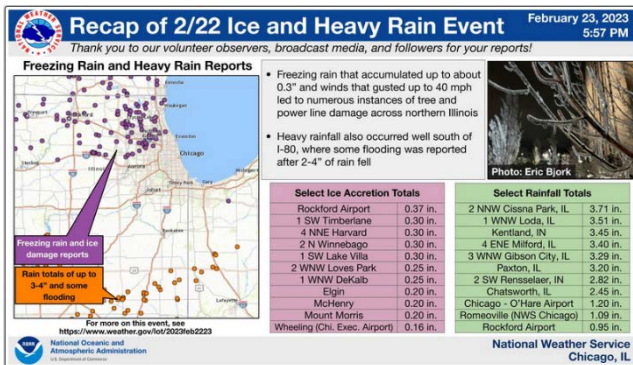 Recap of 2/22 Ice and Heavy Rain Event
February 23, 2023
5:57 PM
Thank you to our volunteer observers, broadcast media, and followers for your reports!
Freezing Rain and Heavy Rain Reports
Chicago
Freezing rain and ice
damage reports
Rain totals of up to
3-4" and some
flooding
For more on this event, see
https://www.weather.gov/lot/2023feb2223
• Freezing rain that accumulated up to about
0.3" and winds that gusted up to 40 mph
led to numerous instances of tree and
power line damage across northern Illinois
• Heavy rainfall also occurred well south of
I-80, where some flooding was reported
after 2-4" of rain fell
Photo: Eric Bjork
Select Ice Accretion Totals
Rockford Airport 0.37 in.
1 SW Timberlane 0.30 in.
4 NNE Harvard 0.30 in.
2 N Winnebago 0.30 in.
1 SW Lake Villa 0.30 in.
2 WNW Loves Park 0.25 in.
1 WNW DeKalb 0.25 in.
Elgin 0.20 in.
McHenry 0.20 in.
Mount Morris 0.20 in.
Wheeling (Chi. Exec. Airport) 0.16 in.
Select Rainfall Totals
2 NNW Cissna Park, IL 3.71 in.
1 WNW Loda, IL 3.51 in.
Kentland, IN 3.45 in.
4 ENE Milford, IL 3.40 in.
3 WNW Gibson City, IL 3.29 in.
Paxton, IL 3.20 in.
2 SW Rensselaer, IN 2.82 in.
Chatsworth, IL 2.45 in.
Chicago - O'Hare Airport 1.20 in.
Romeoville (NWS Chicago) 1.09 in.
Rockford Airport 0.95 in.
National Oceanic and
Atmospheric Administration
U.S. Department of Commerce
National Weather Service
Chicago, IL